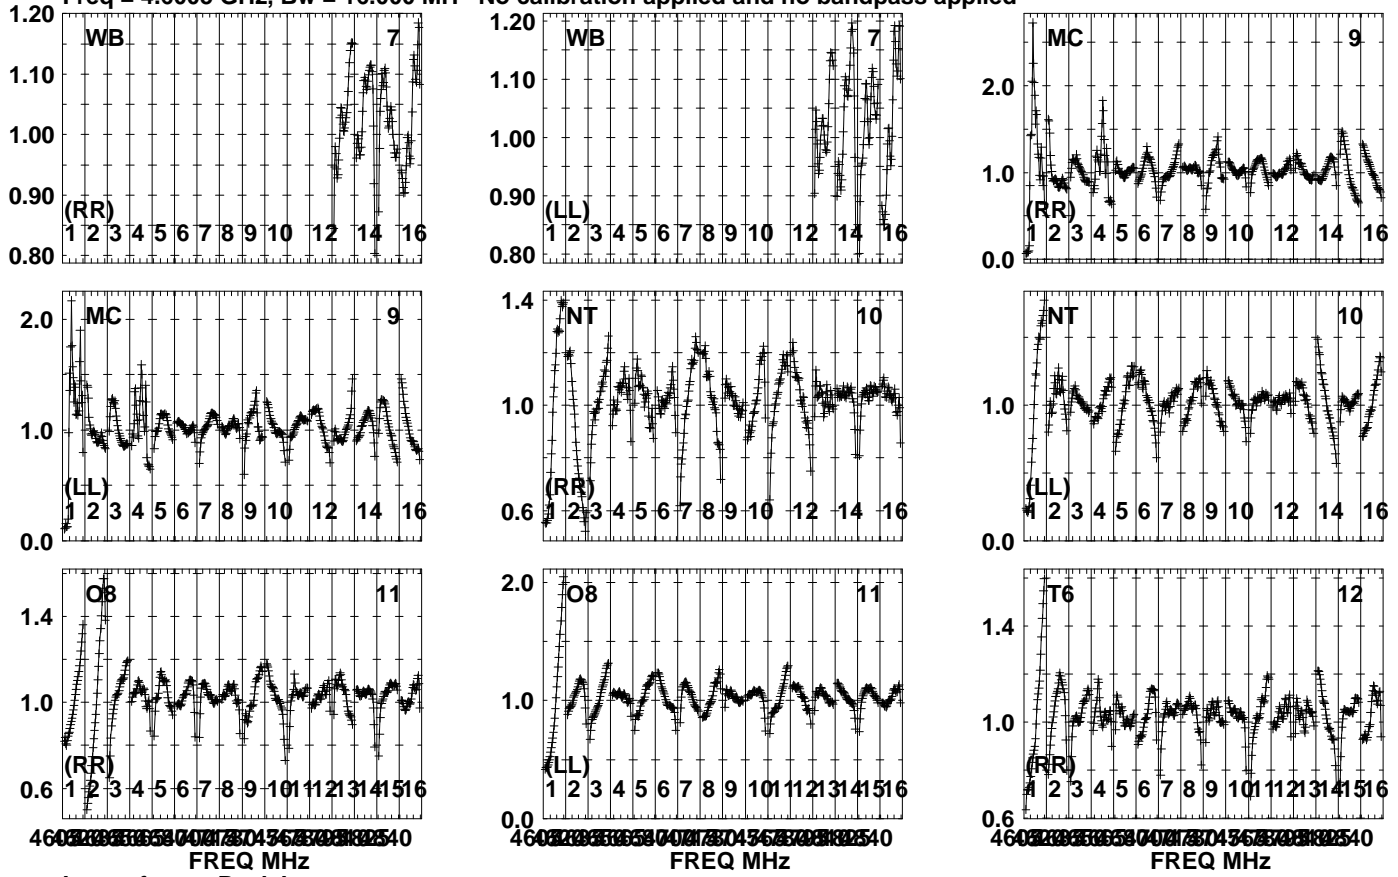 Freq = 4.6005 GHz, Bw = 16.000 MH No calibration applied and no bandpass applied
WB 7
1.20
1.10
1.00
0.90
0.80
(RR)
1 2 3 4 5 6 7 8 9 10 12 14 16
WB 7
1.20
1.10
1.00
0.90
0.80
(LL)
1 2 3 4 5 6 7 8 9 10 12 14 16
MC 9
2.0
1.0
0.0
(RR)
1 2 3 4 5 6 7 8 9 10 12 14 16
MC 9
2.0
1.0
0.0
(LL)
1 2 3 4 5 6 7 8 9 10 12 14 16
NT 10
1.4
1.0
0.6
(RR)
1 2 3 4 5 6 7 8 9 10 12 14 16
NT 10
1.0
0.0
(LL)
1 2 3 4 5 6 7 8 9 10 12 14 16
O8 11
1.4
1.0
0.6
(RR)
1 2 3 4 5 6 7 8 9 10 11 12 13 15 16
FREQ MHz
O8 11
2.0
1.0
0.0
(LL)
1 2 3 4 5 6 7 8 9 10 12 13 14 15 16
FREQ MHz
T6 12
1.4
1.0
0.6
(RR)
1 2 3 4 5 6 7 8 9 10 11 12 13 14 15 16
FREQ MHz